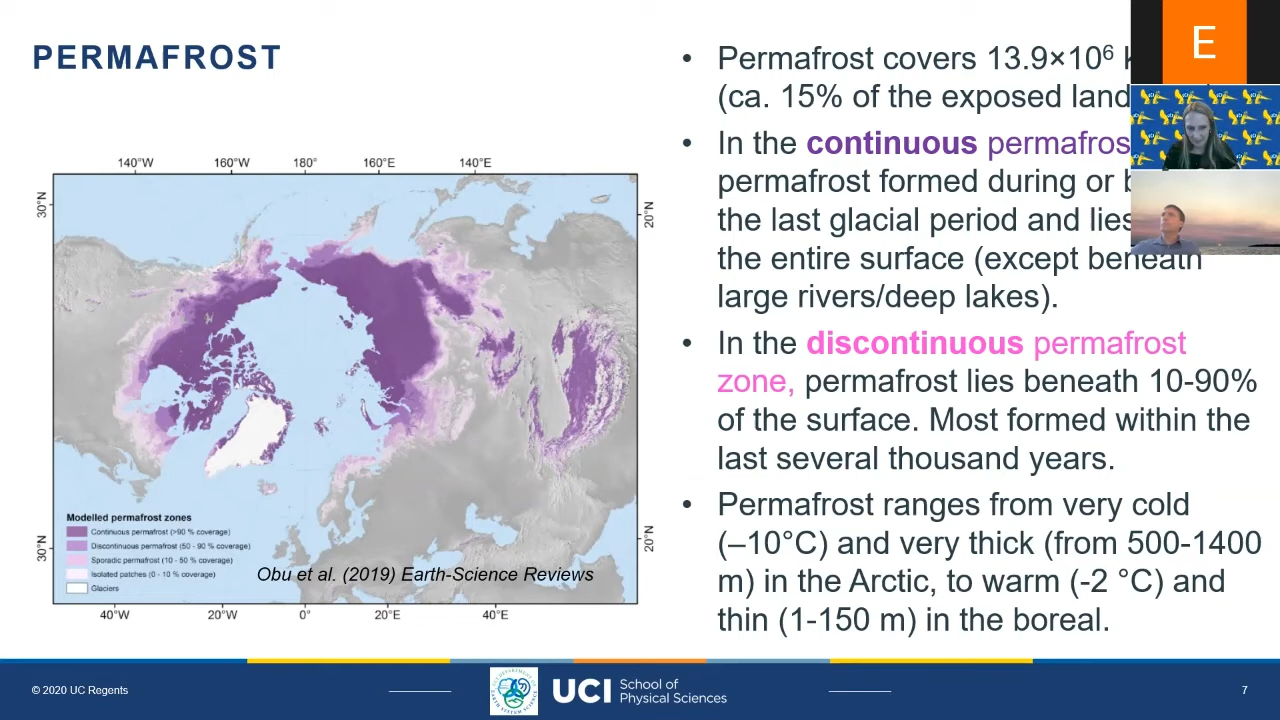 PERMAFROST
• Permafrost covers 13.9×10⁶
(ca. 15% of the exposed land
• In the continuous
permafrost formed during or
the last glacial period and lies
the entire surface (except beneath
large rivers/deep lakes).
• In the discontinuous permafrost
zone, permafrost lies beneath 10-90%
of the surface. Most formed within the
last several thousand years.
• Permafrost ranges from very cold
(–10°C) and very thick (from 500-1400
m) in the Arctic, to warm (-2 °C) and
thin (1-150 m) in the boreal.
140°W 160°W 180° 160°E 140°E
30°N
20°N
30°N
20°N
Modelled permafrost zones
Continuous permafrost (>90 % coverage)
Discontinuous permafrost (50 - 90 % coverage)
Sporadic permafrost (10 - 50 % coverage)
Isolated patches (0 - 10 % coverage)
Glaciers
Obu et al. (2019) Earth-Science Reviews
40°W 20°W 0° 20°E 40°E
E
© 2020 UC Regents
UCI School of
Physical Sciences
7